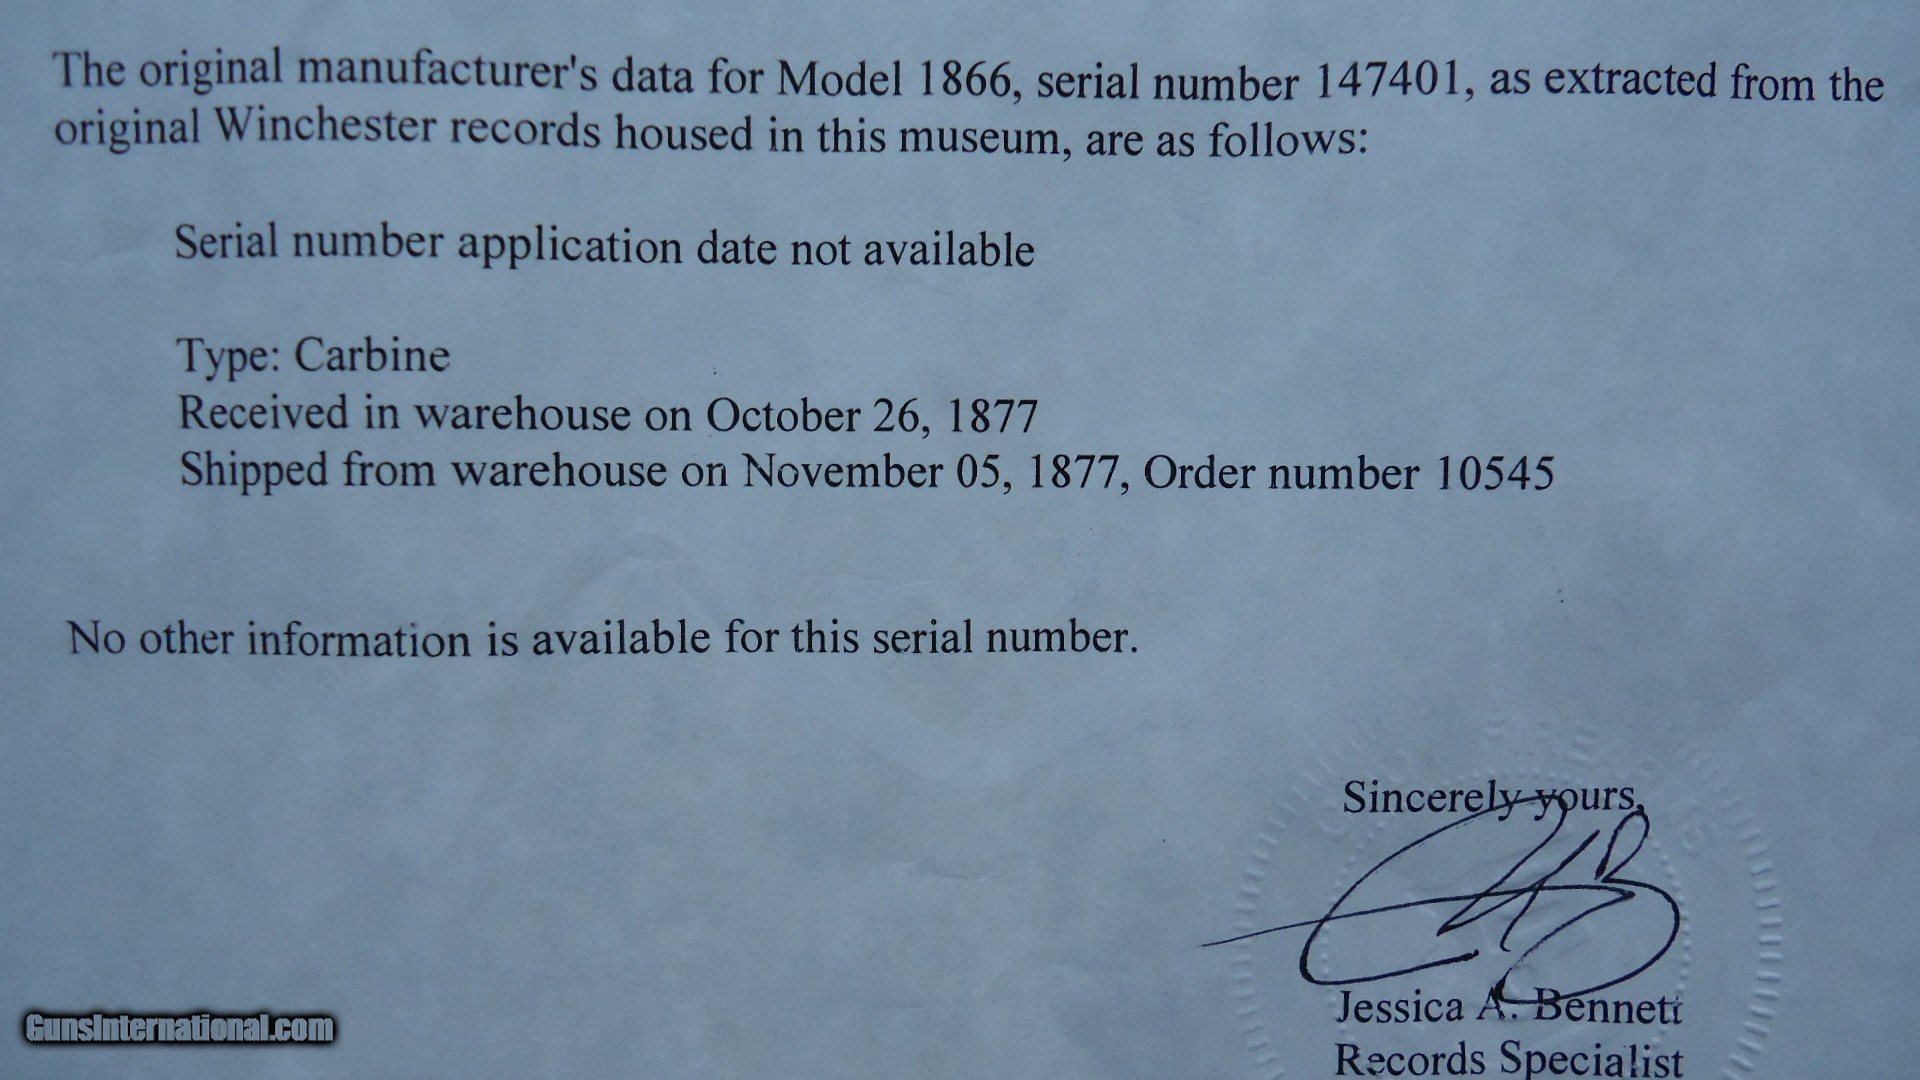 The original manufacturer's data for Model 1866, serial number 147401, as extracted from the
original Winchester records housed in this museum, are as follows:
Serial number application date not available
Type: Carbine
Received in warehouse on October 26, 1877
Shipped from warehouse on November 05, 1877, Order number 10545
No other information is available for this serial number.
Sincerely yours,
Jessica A. Bennett
Records Specialist
GunsInternational.com